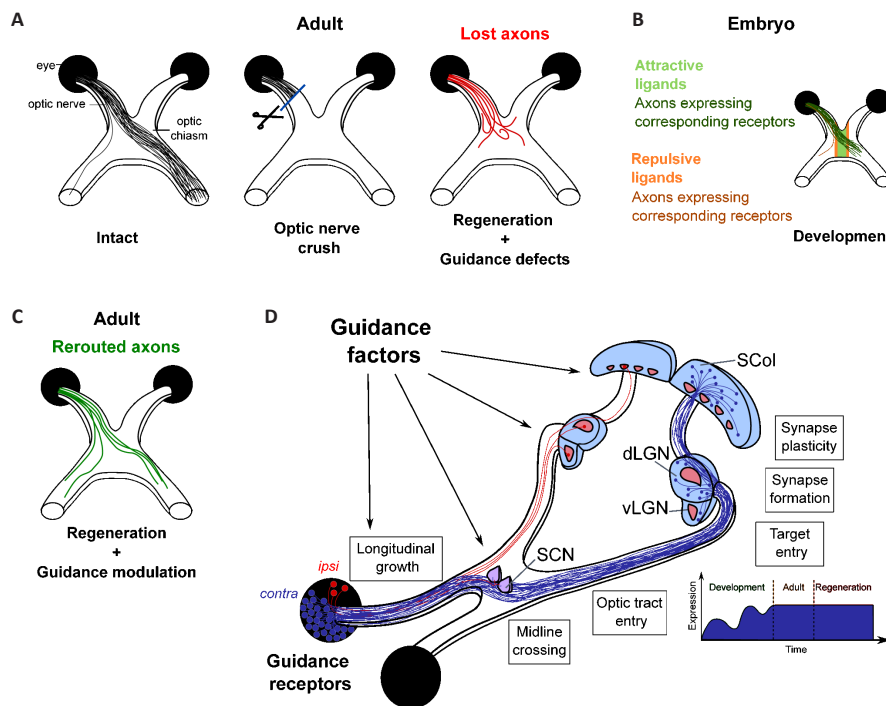 A
Adult
Lost axons
eye
optic nerve
optic
chiasm
Intact
Optic nerve
crush
Regeneration
+
Guidance defects
B
Embryo
Attractive
ligands
Axons expressing
corresponding receptors
Repulsive
ligands
Axons expressing
corresponding receptors
Development
C
Adult
Rerouted axons
Regeneration
+
Guidance modulation
D
Guidance
factors
SCol
Synapse
plasticity
dLGN
Synapse
formation
vLGN
Target
entry
Longitudinal
growth
SCN
ipsi
contra
Optic tract
entry
Midline
crossing
Guidance
receptors
Development
Adult
Regeneration
Expression
Time